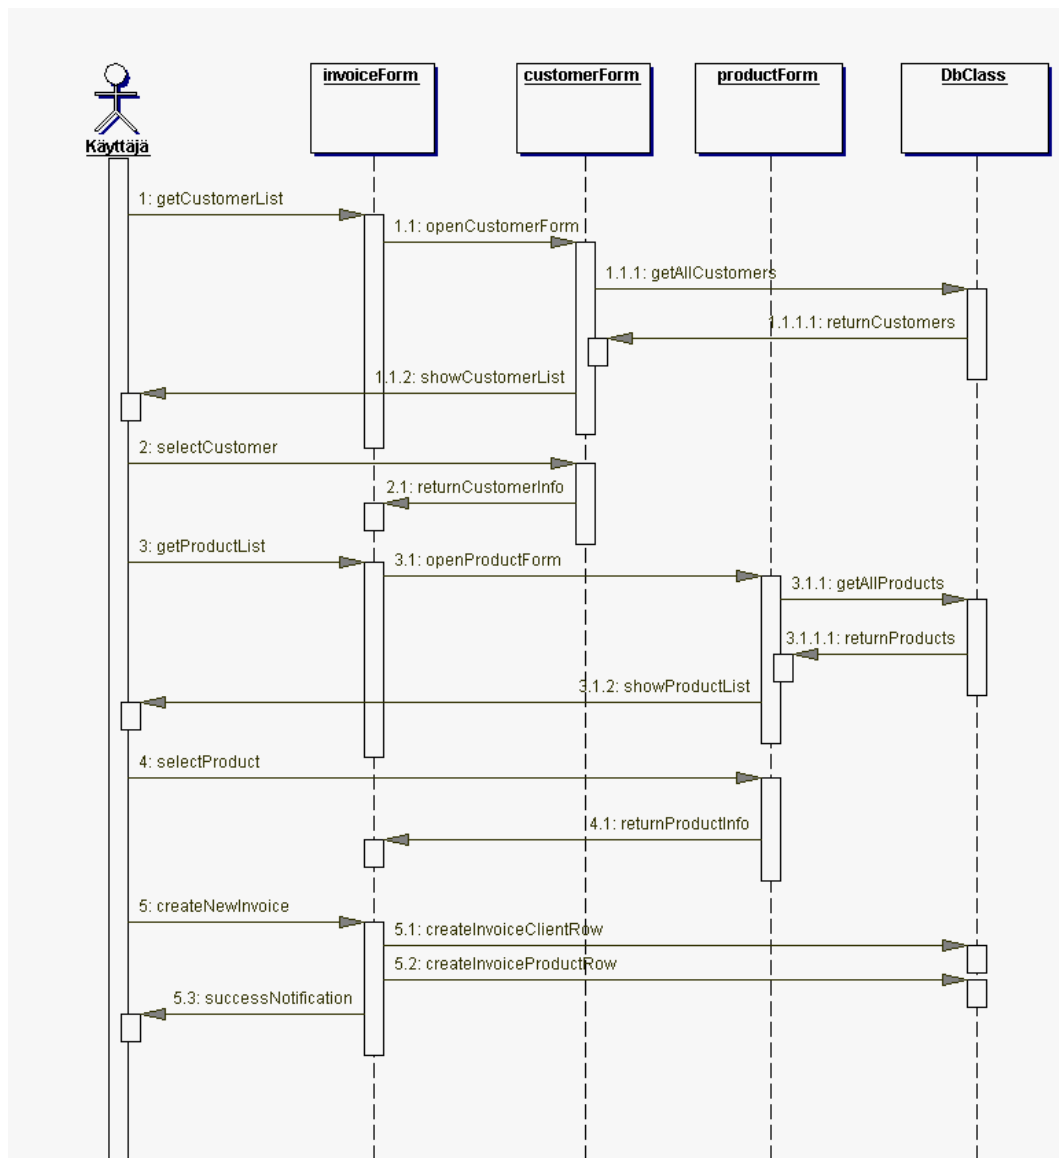 invoiceForm
customerForm
productForm
DbClass
Käyttäjä
1: getCustomerList
1.1: openCustomerForm
1.1.1: getAllCustomers
1.1.1.1: returnCustomers
1.1.2: showCustomerList
2: selectCustomer
2.1: returnCustomerInfo
3: getProductList
3.1: openProductForm
3.1.1: getAllProducts
3.1.1.1: returnProducts
3.1.2: showProductList
4: selectProduct
4.1: returnProductInfo
5: createNewInvoice
5.1: createInvoiceClientRow
5.2: createInvoiceProductRow
5.3: successNotification